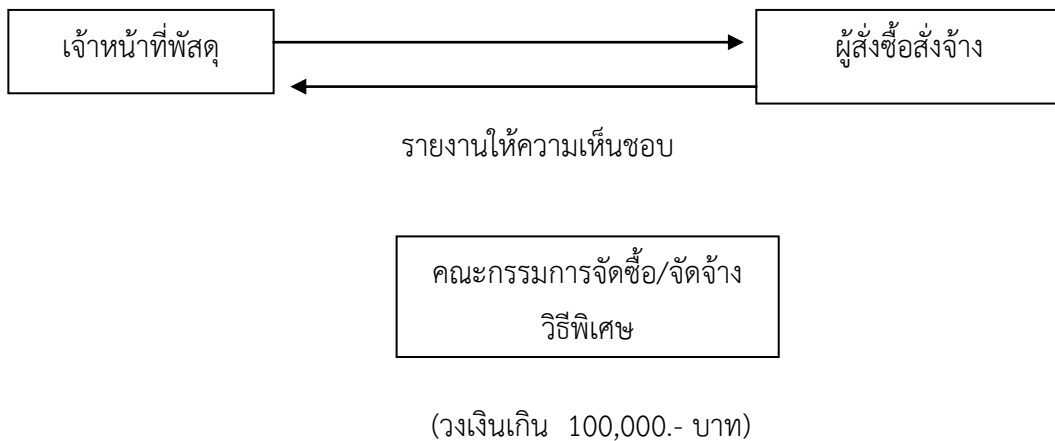 เจ้าหน้าที่พัสดุ
ผู้สั่งซื้อสั่งจ้าง
รายงานให้ความเห็นชอบ
คณะกรรมการจัดซื้อ/จัดจ้าง
วิธีพิเศษ
(วงเงินเกิน 100,000.- บาท)